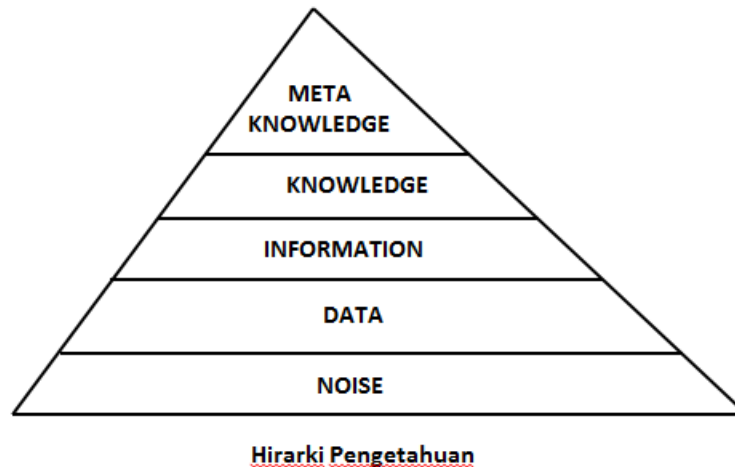 META
KNOWLEDGE
KNOWLEDGE
INFORMATION
DATA
NOISE
Hirarki Pengetahuan